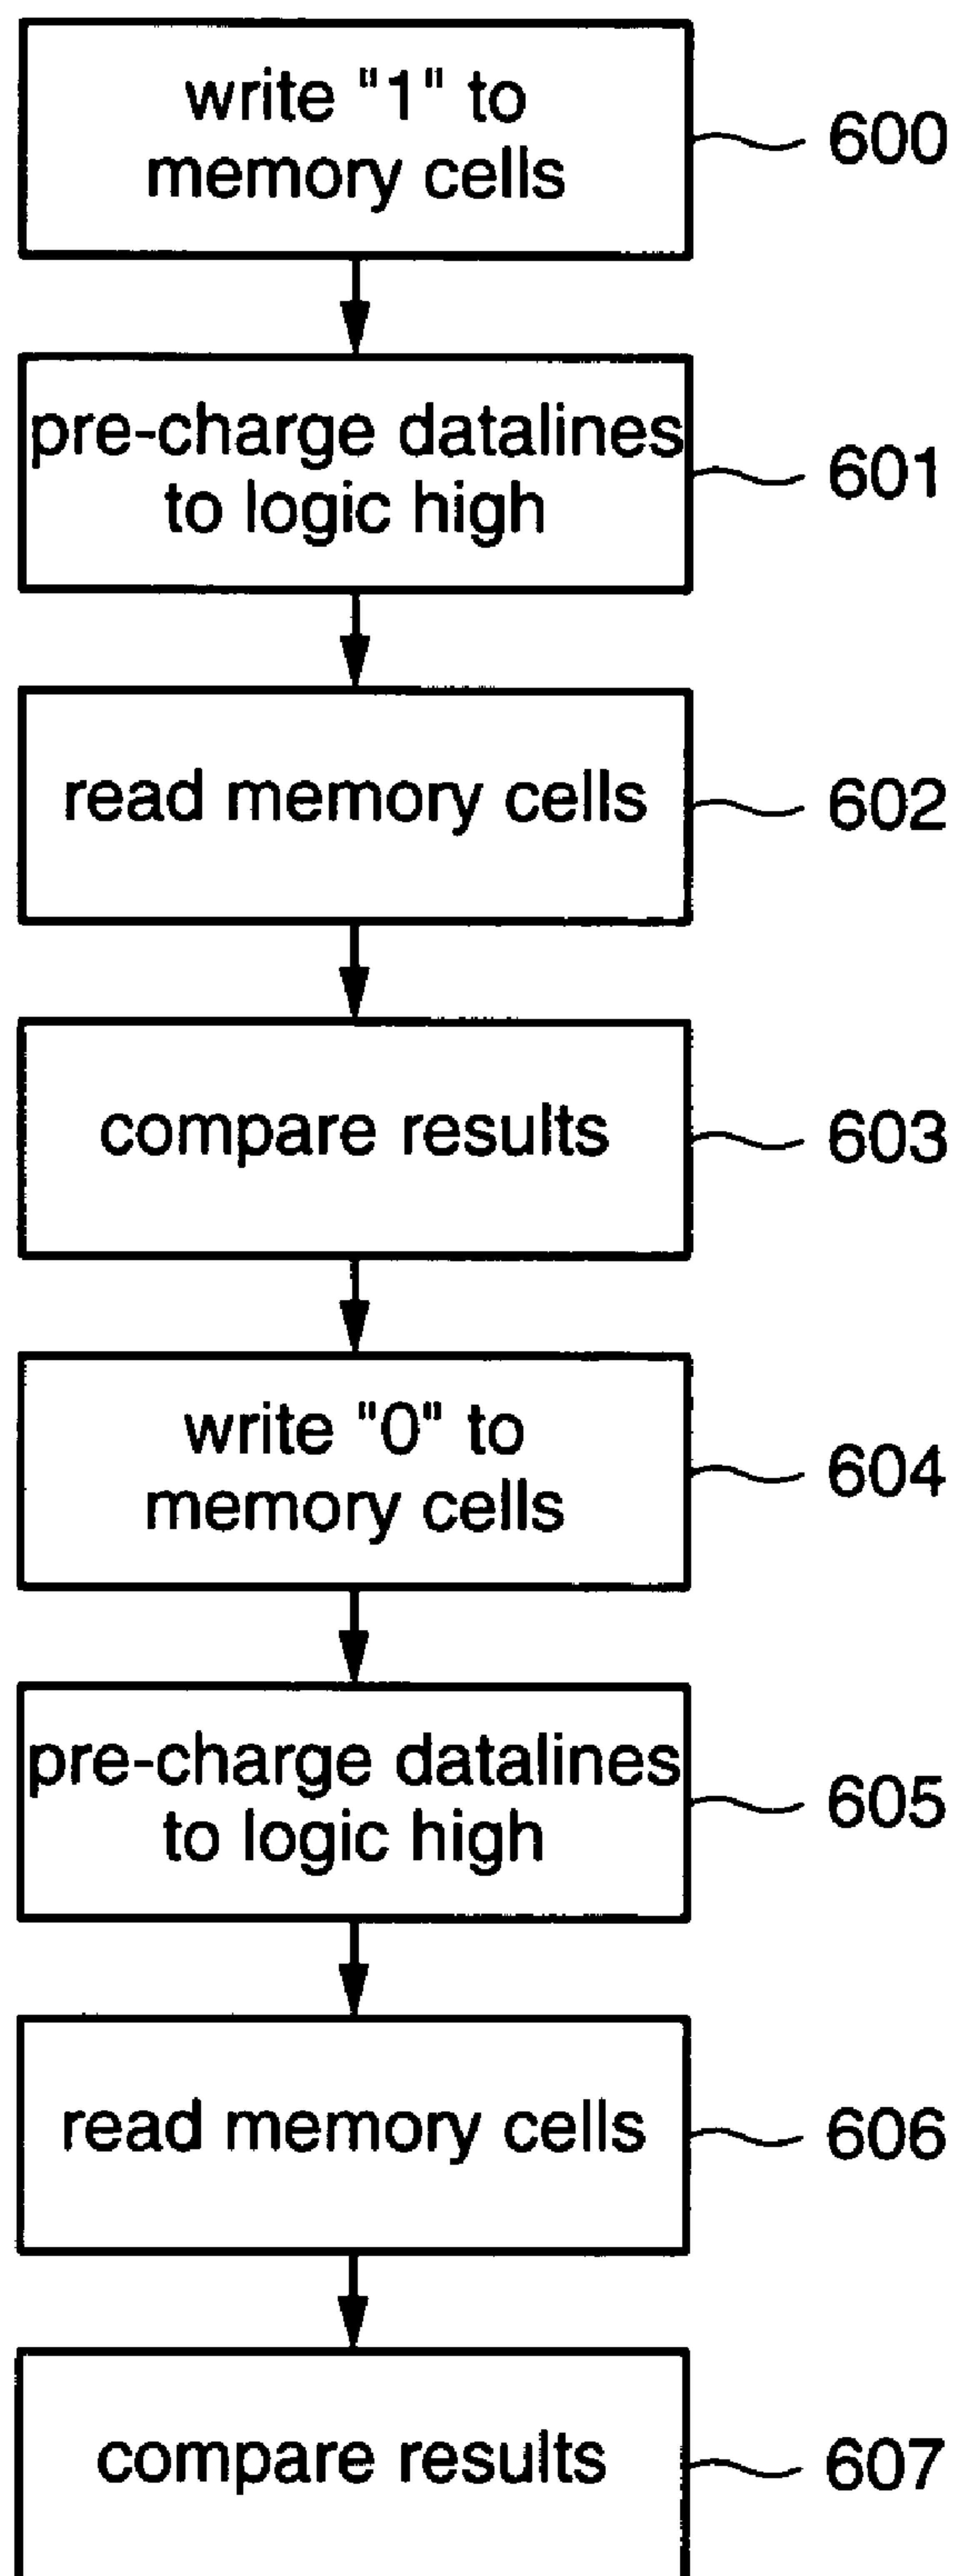 write "1" to
memory cells
600
pre-charge datalines
to logic high
601
read memory cells
602
compare results
603
write "0" to
memory cells
604
pre-charge datalines
to logic high
605
read memory cells
606
compare results
607